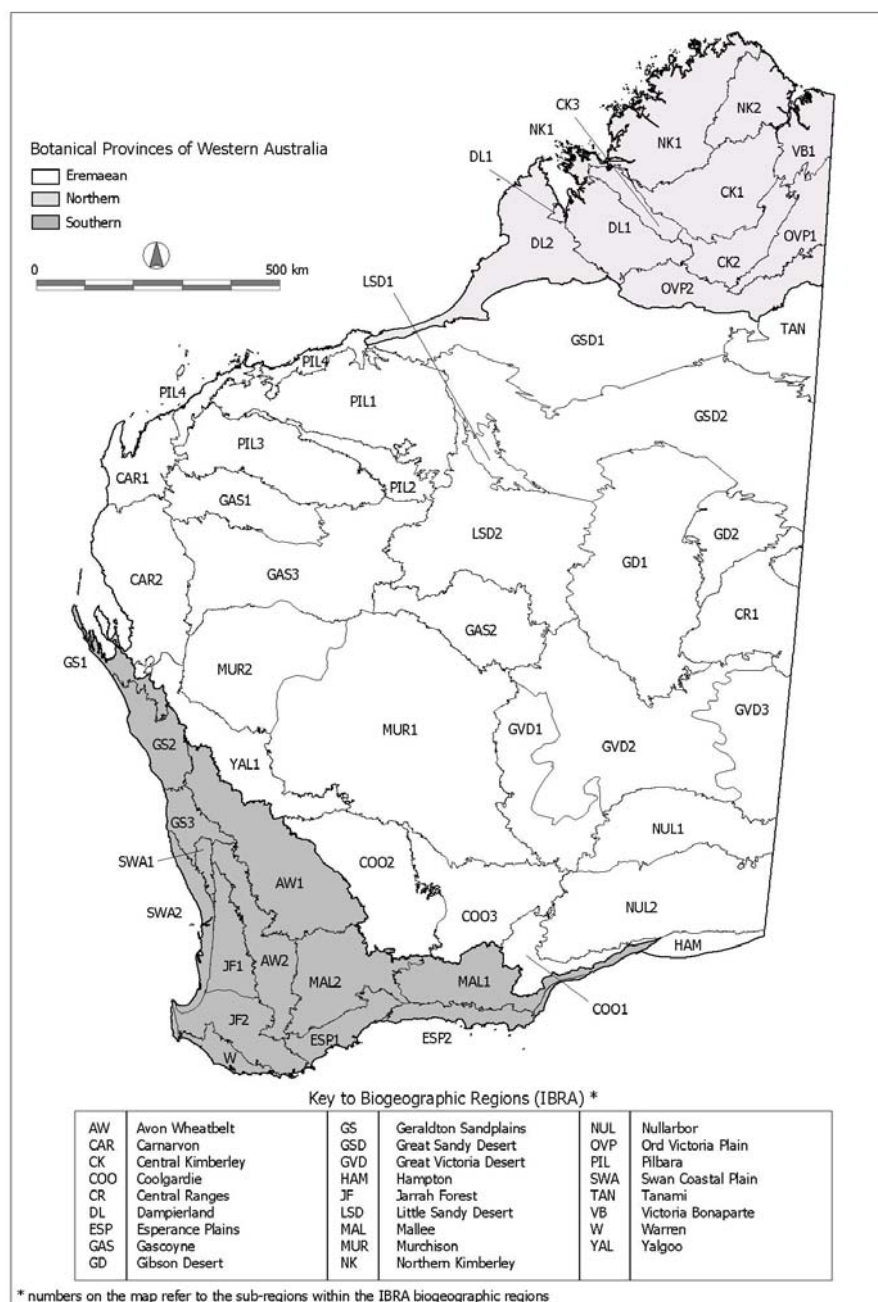 Botanical Provinces of Western Australia
Eremaean
Northern
Southern
0 500 km
CK3
NK1
DL1
NK1
NK2
VB1
CK1
DL1
DL2
OVP1
CK2
OVP2
LSD1
TAN
GSD1
PIL4
PIL4
PIL1
GSD2
PIL3
CAR1
PIL2
GAS1
LSD2
GD1
GD2
CAR2
GAS3
CR1
GAS2
GS1
MUR2
GVD3
MUR1
GVD1
GVD2
GS2
YAL1
GS3
NUL1
SWA1
COO2
AW1
SWA2
COO3
NUL2
HAM
JF1
AW2
MAL2
MAL1
COO1
JF2
ESP1
ESP2
W
Key to Biogeographic Regions (IBRA) *
AW Avon Wheatbelt GS Geraldton Sandplains NUL Nullarbor
CAR Carnarvon GSD Great Sandy Desert OVP Ord Victoria Plain
CK Central Kimberley GVD Great Victoria Desert PIL Pilbara
COO Coolgardie HAM Hampton SWA Swan Coastal Plain
CR Central Ranges JF Jarrah Forest TAN Tanami
DL Dampierland LSD Little Sandy Desert VB Victoria Bonaparte
ESP Esperance Plains MAL Mallee W Warren
GAS Gascoyne MUR Murchison YAL Yalgoo
GD Gibson Desert NK Northern Kimberley
* numbers on the map refer to the sub-regions within the IBRA biogeographic regions